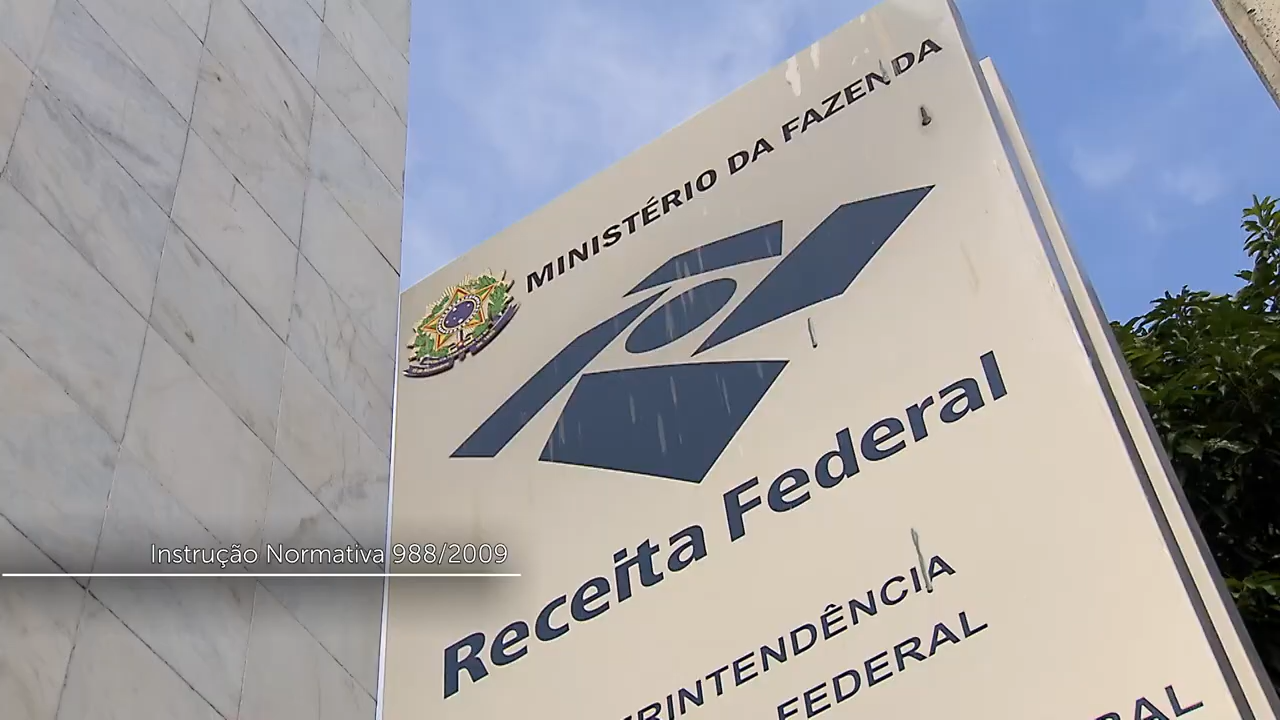 MINISTÉRIO DA FAZENDA
Receita Federal
Instrução Normativa 988/2009
FEDERAL